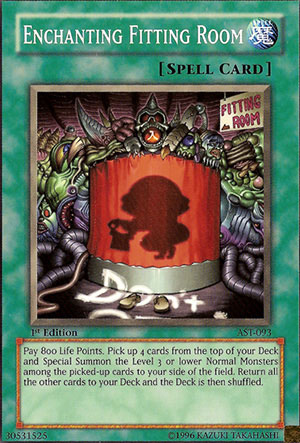 ENCHANTING FITTING ROOM 魔
[SPELL CARD]
FITTING
ROOM
入
DON'T
1st Edition
AST-093
Pay 800 Life Points. Pick up 4 cards from the top of your Deck
and Special Summon the Level 3 or lower Normal Monsters
among the picked-up cards to your side of the field. Return all
the other cards to your Deck and the Deck is then shuffled.
30531525
©1996 KAZUKI TAKAHASHI